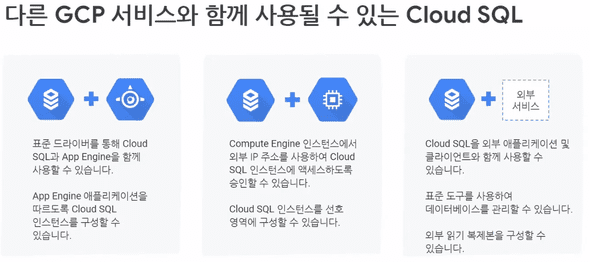 다른 GCP 서비스와 함께 사용될 수 있는 Cloud SQL
표준 드라이버를 통해 Cloud
SQL과 App Engine을 함께
사용할 수 있습니다.
App Engine 애플리케이션을
따르도록 Cloud SQL
인스턴스를 구성할 수
있습니다.
Compute Engine 인스턴스에서
외부 IP 주소를 사용하여 Cloud
SQL 인스턴스에 액세스하도록
승인할 수 있습니다.
Cloud SQL 인스턴스를 선호
영역에 구성할 수 있습니다.
외부
서비스
Cloud SQL을 외부 애플리케이션 및
클라이언트와 함께 사용할 수
있습니다.
표준 도구를 사용하여
데이터베이스를 관리할 수 있습니다.
외부 읽기 복제본을 구성할 수
있습니다.